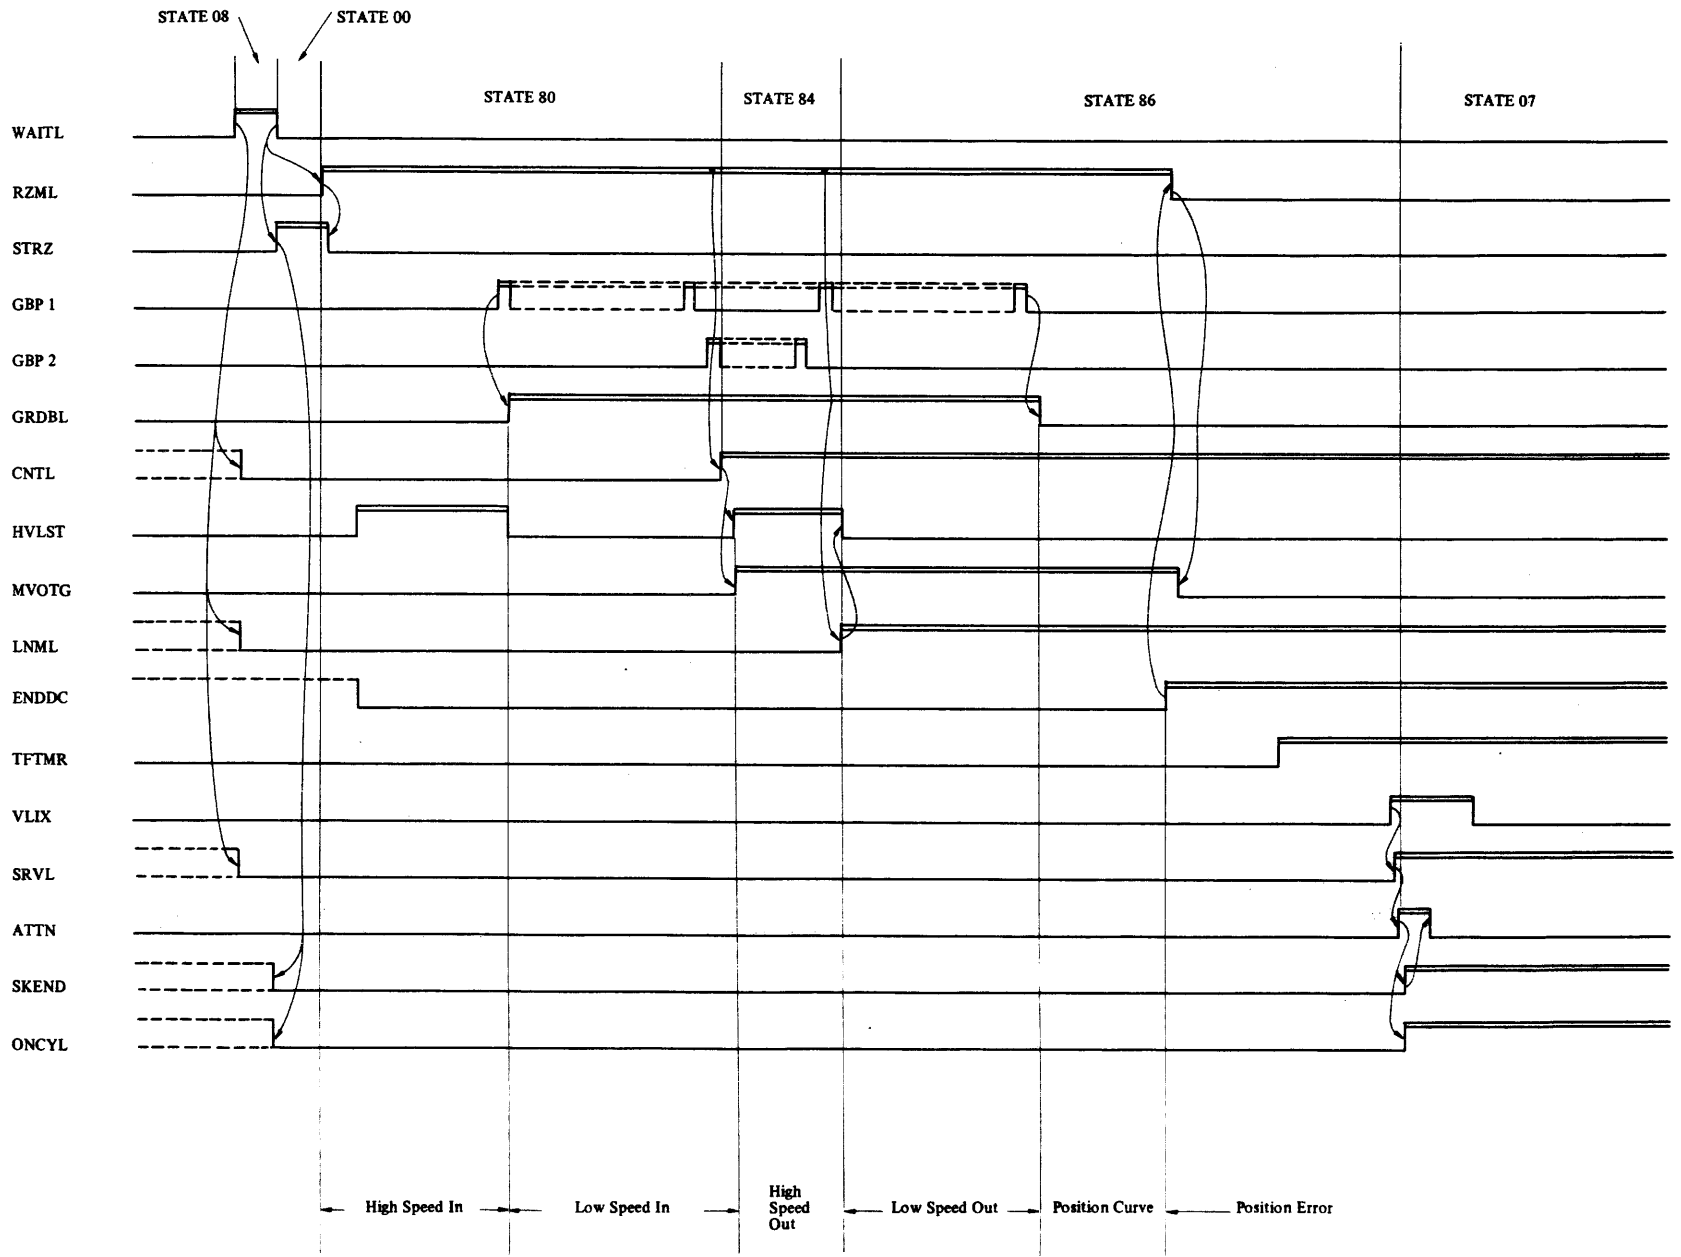 STATE 08
STATE 00
STATE 80
STATE 84
STATE 86
STATE 07
WAITL
RZML
STRZ
GBP 1
GBP 2
GRDBL
CNTL
HVLST
MVOTG
LNML
ENDDC
TFTMR
VLIX
SRVL
ATTN
SKEND
ONCYL
High Speed In
Low Speed In
High
Speed
Out
Low Speed Out
Position Curve
Position Error